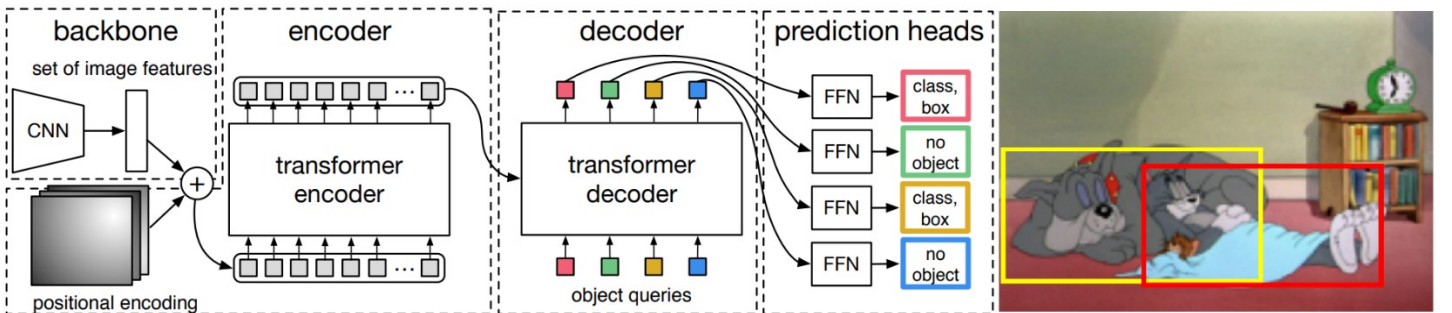 backbone
set of image features
CNN
+
positional encoding
encoder
...
transformer
encoder
...
decoder
transformer
decoder
object queries
prediction heads
FFN
class,
box
FFN
no
object
FFN
class,
box
FFN
no
object